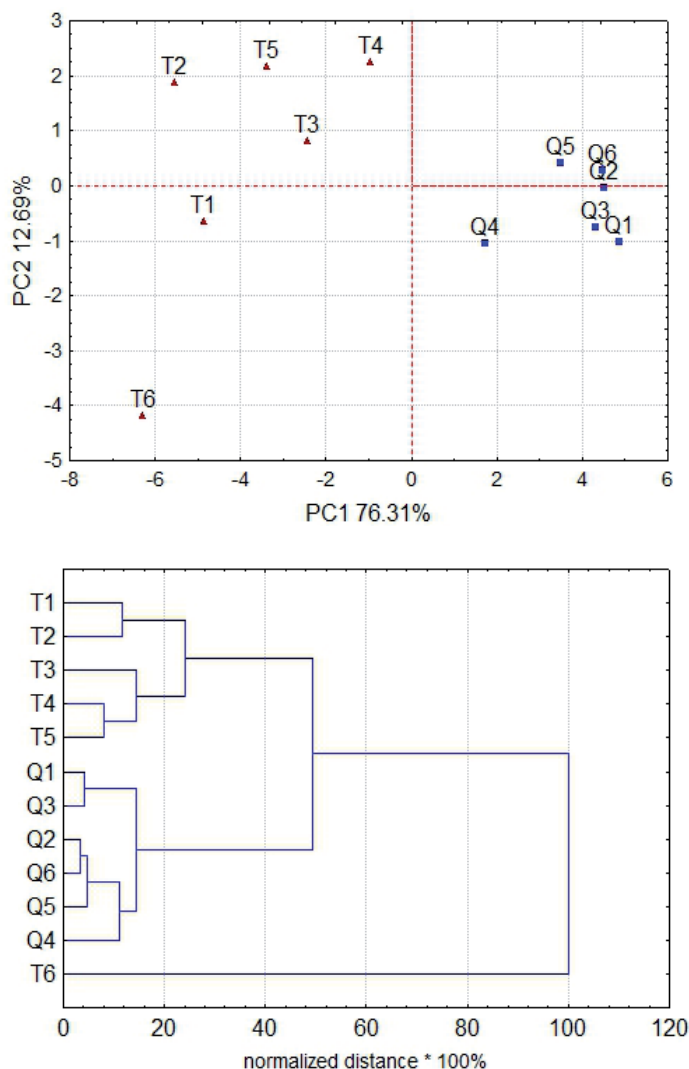 3
T4
T5
T2
2
T3
1
Q5
Q6
0
Q2
T1
Q3
Q1
Q4
-1
PC2 12.69%
-2
-3
T6
-4
-5
-8 -6 -4 -2 0 2 4 6
PC1 76.31%
T1
T2
T3
T4
T5
Q1
Q3
Q2
Q6
Q5
Q4
T6
0 20 40 60 80 100 120
normalized distance * 100%